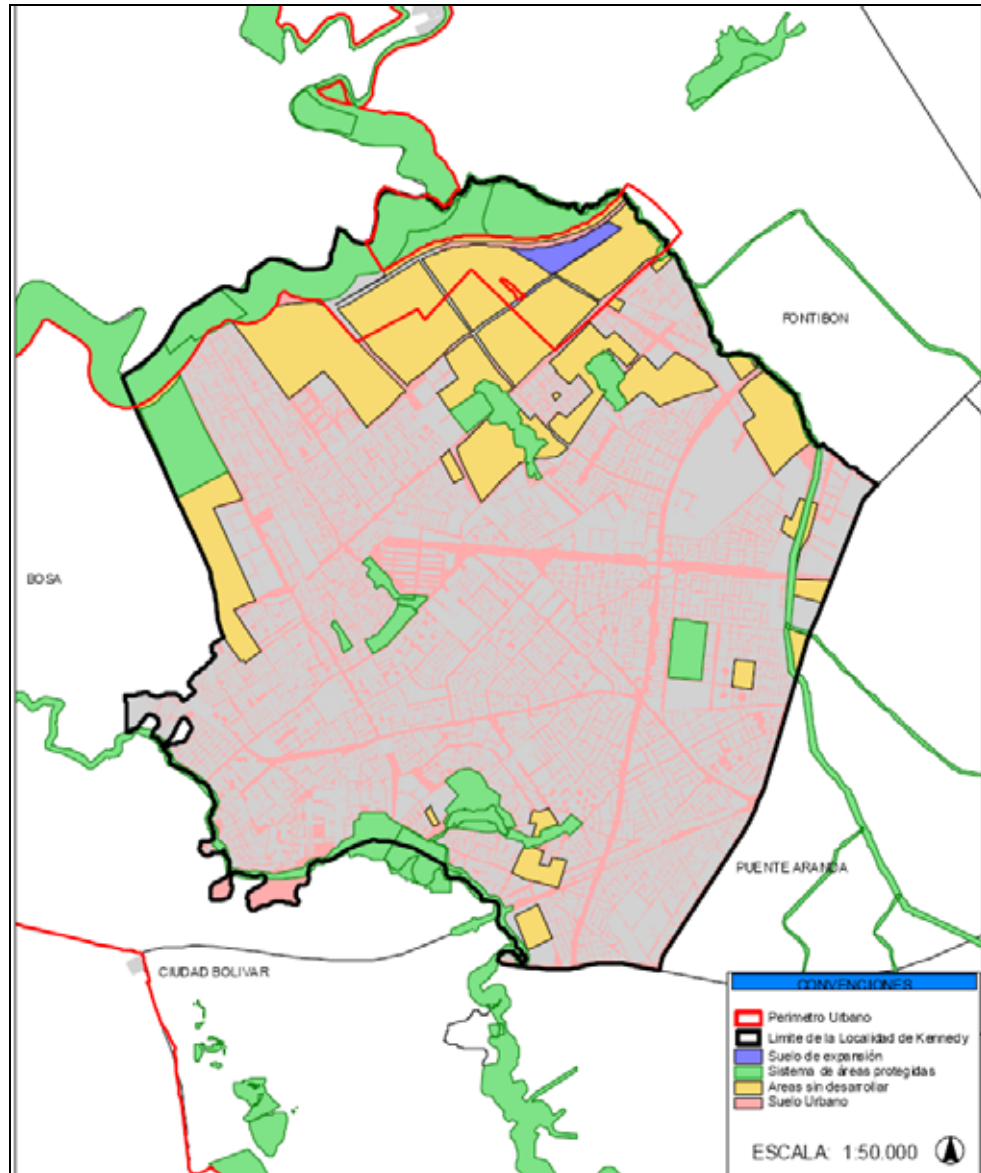 FONTIBON
BOSA
PUENTE ARANDA
CIUDAD BOLIVAR
CONVENCIONES
Perimetro Urbano
Limite de la Localidad de Kennedy
Suelo de expansión
Sistema de áreas protegidas
Areas sin desarrollar
Suelo Urbano
ESCALA: 1:50.000